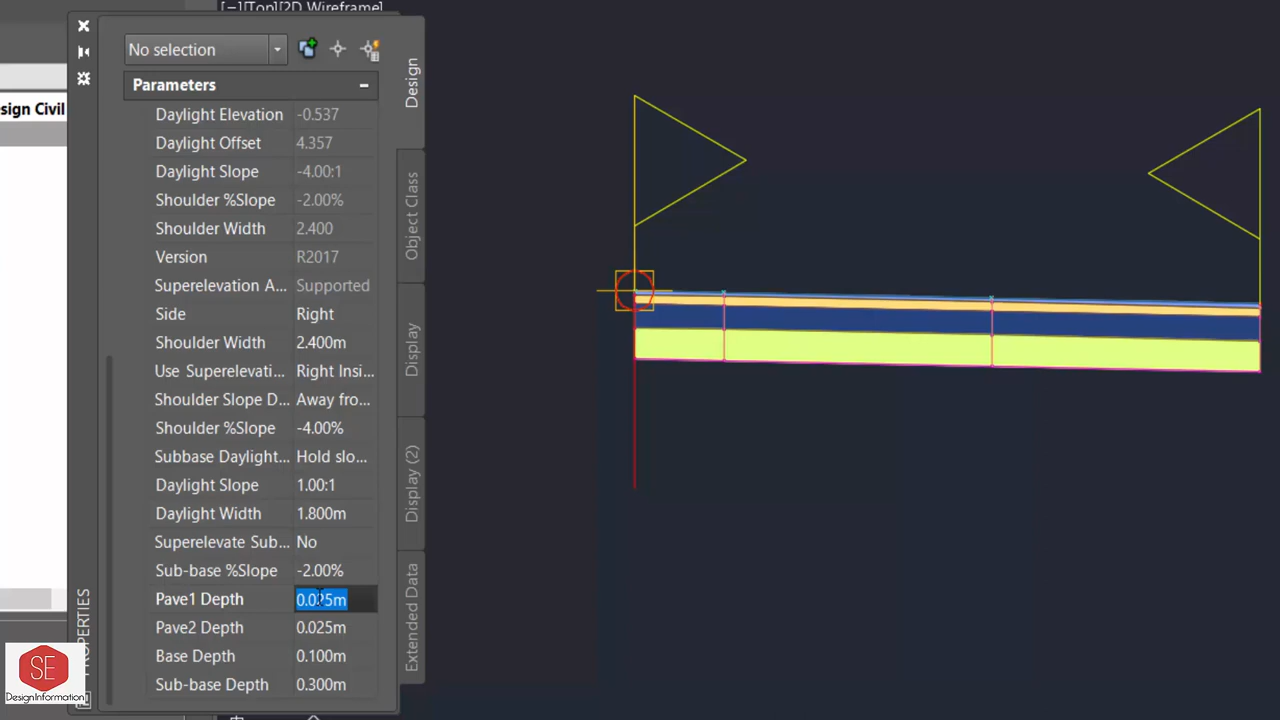 [−][Top][2D Wireframe]
No selection
Parameters
Design
sign Civil
Daylight Elevation -0.537
Daylight Offset 4.357
Daylight Slope -4.00:1
Shoulder %Slope -2.00%
Shoulder Width 2.400
Version R2017
Superelevation A... Supported
Side Right
Shoulder Width 2.400m
Use Superelevati... Right Insi...
Shoulder Slope D... Away fro...
Shoulder %Slope -4.00%
Subbase Daylight... Hold slo...
Daylight Slope 1.00:1
Daylight Width 1.800m
Superelevate Sub... No
Sub-base %Slope -2.00%
Pave1 Depth 0.025m
Pave2 Depth 0.025m
Base Depth 0.100m
Sub-base Depth 0.300m
Object Class
Display
Display (2)
Extended Data
PROPERTIES
SE
DesignInformation